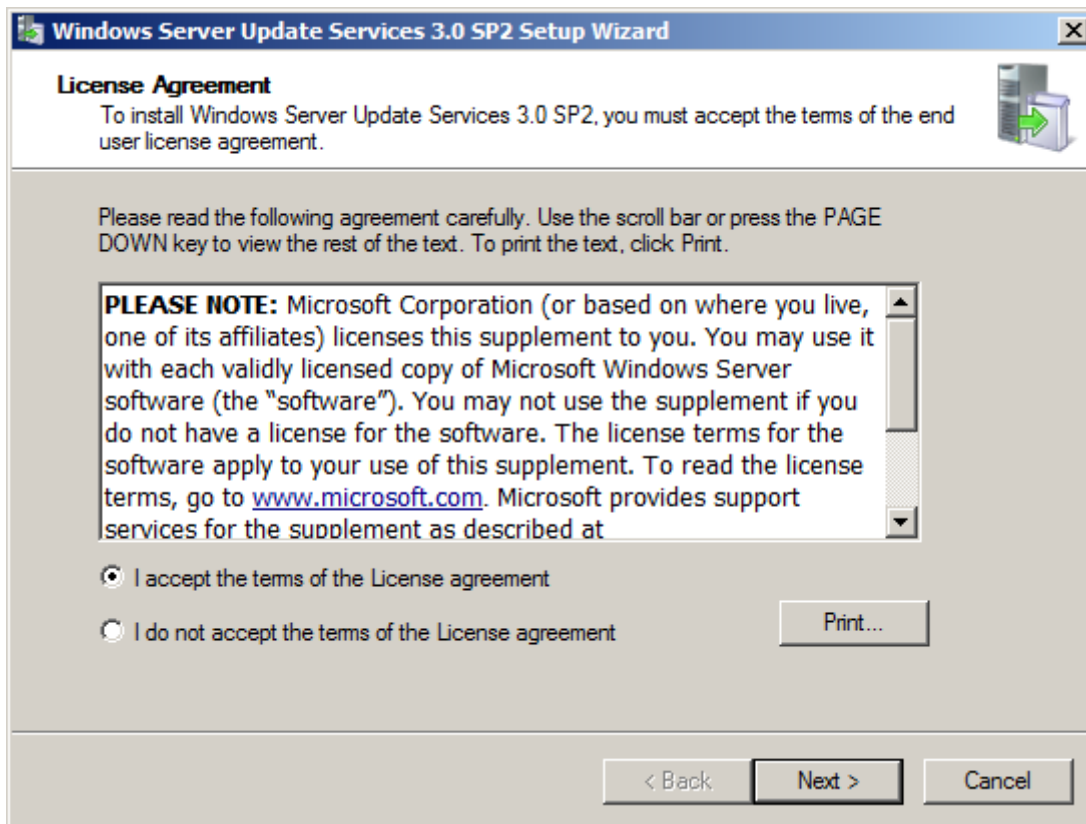 Windows Server Update Services 3.0 SP2 Setup Wizard
License Agreement
To install Windows Server Update Services 3.0 SP2, you must accept the terms of the end
user license agreement.
Please read the following agreement carefully. Use the scroll bar or press the PAGE
DOWN key to view the rest of the text. To print the text, click Print.
PLEASE NOTE: Microsoft Corporation (or based on where you live,
one of its affiliates) licenses this supplement to you. You may use it
with each validly licensed copy of Microsoft Windows Server
software (the “software”). You may not use the supplement if you
do not have a license for the software. The license terms for the
software apply to your use of this supplement. To read the license
terms, go to www.microsoft.com. Microsoft provides support
services for the supplement as described at
I accept the terms of the License agreement
I do not accept the terms of the License agreement
Print...
< Back
Next >
Cancel